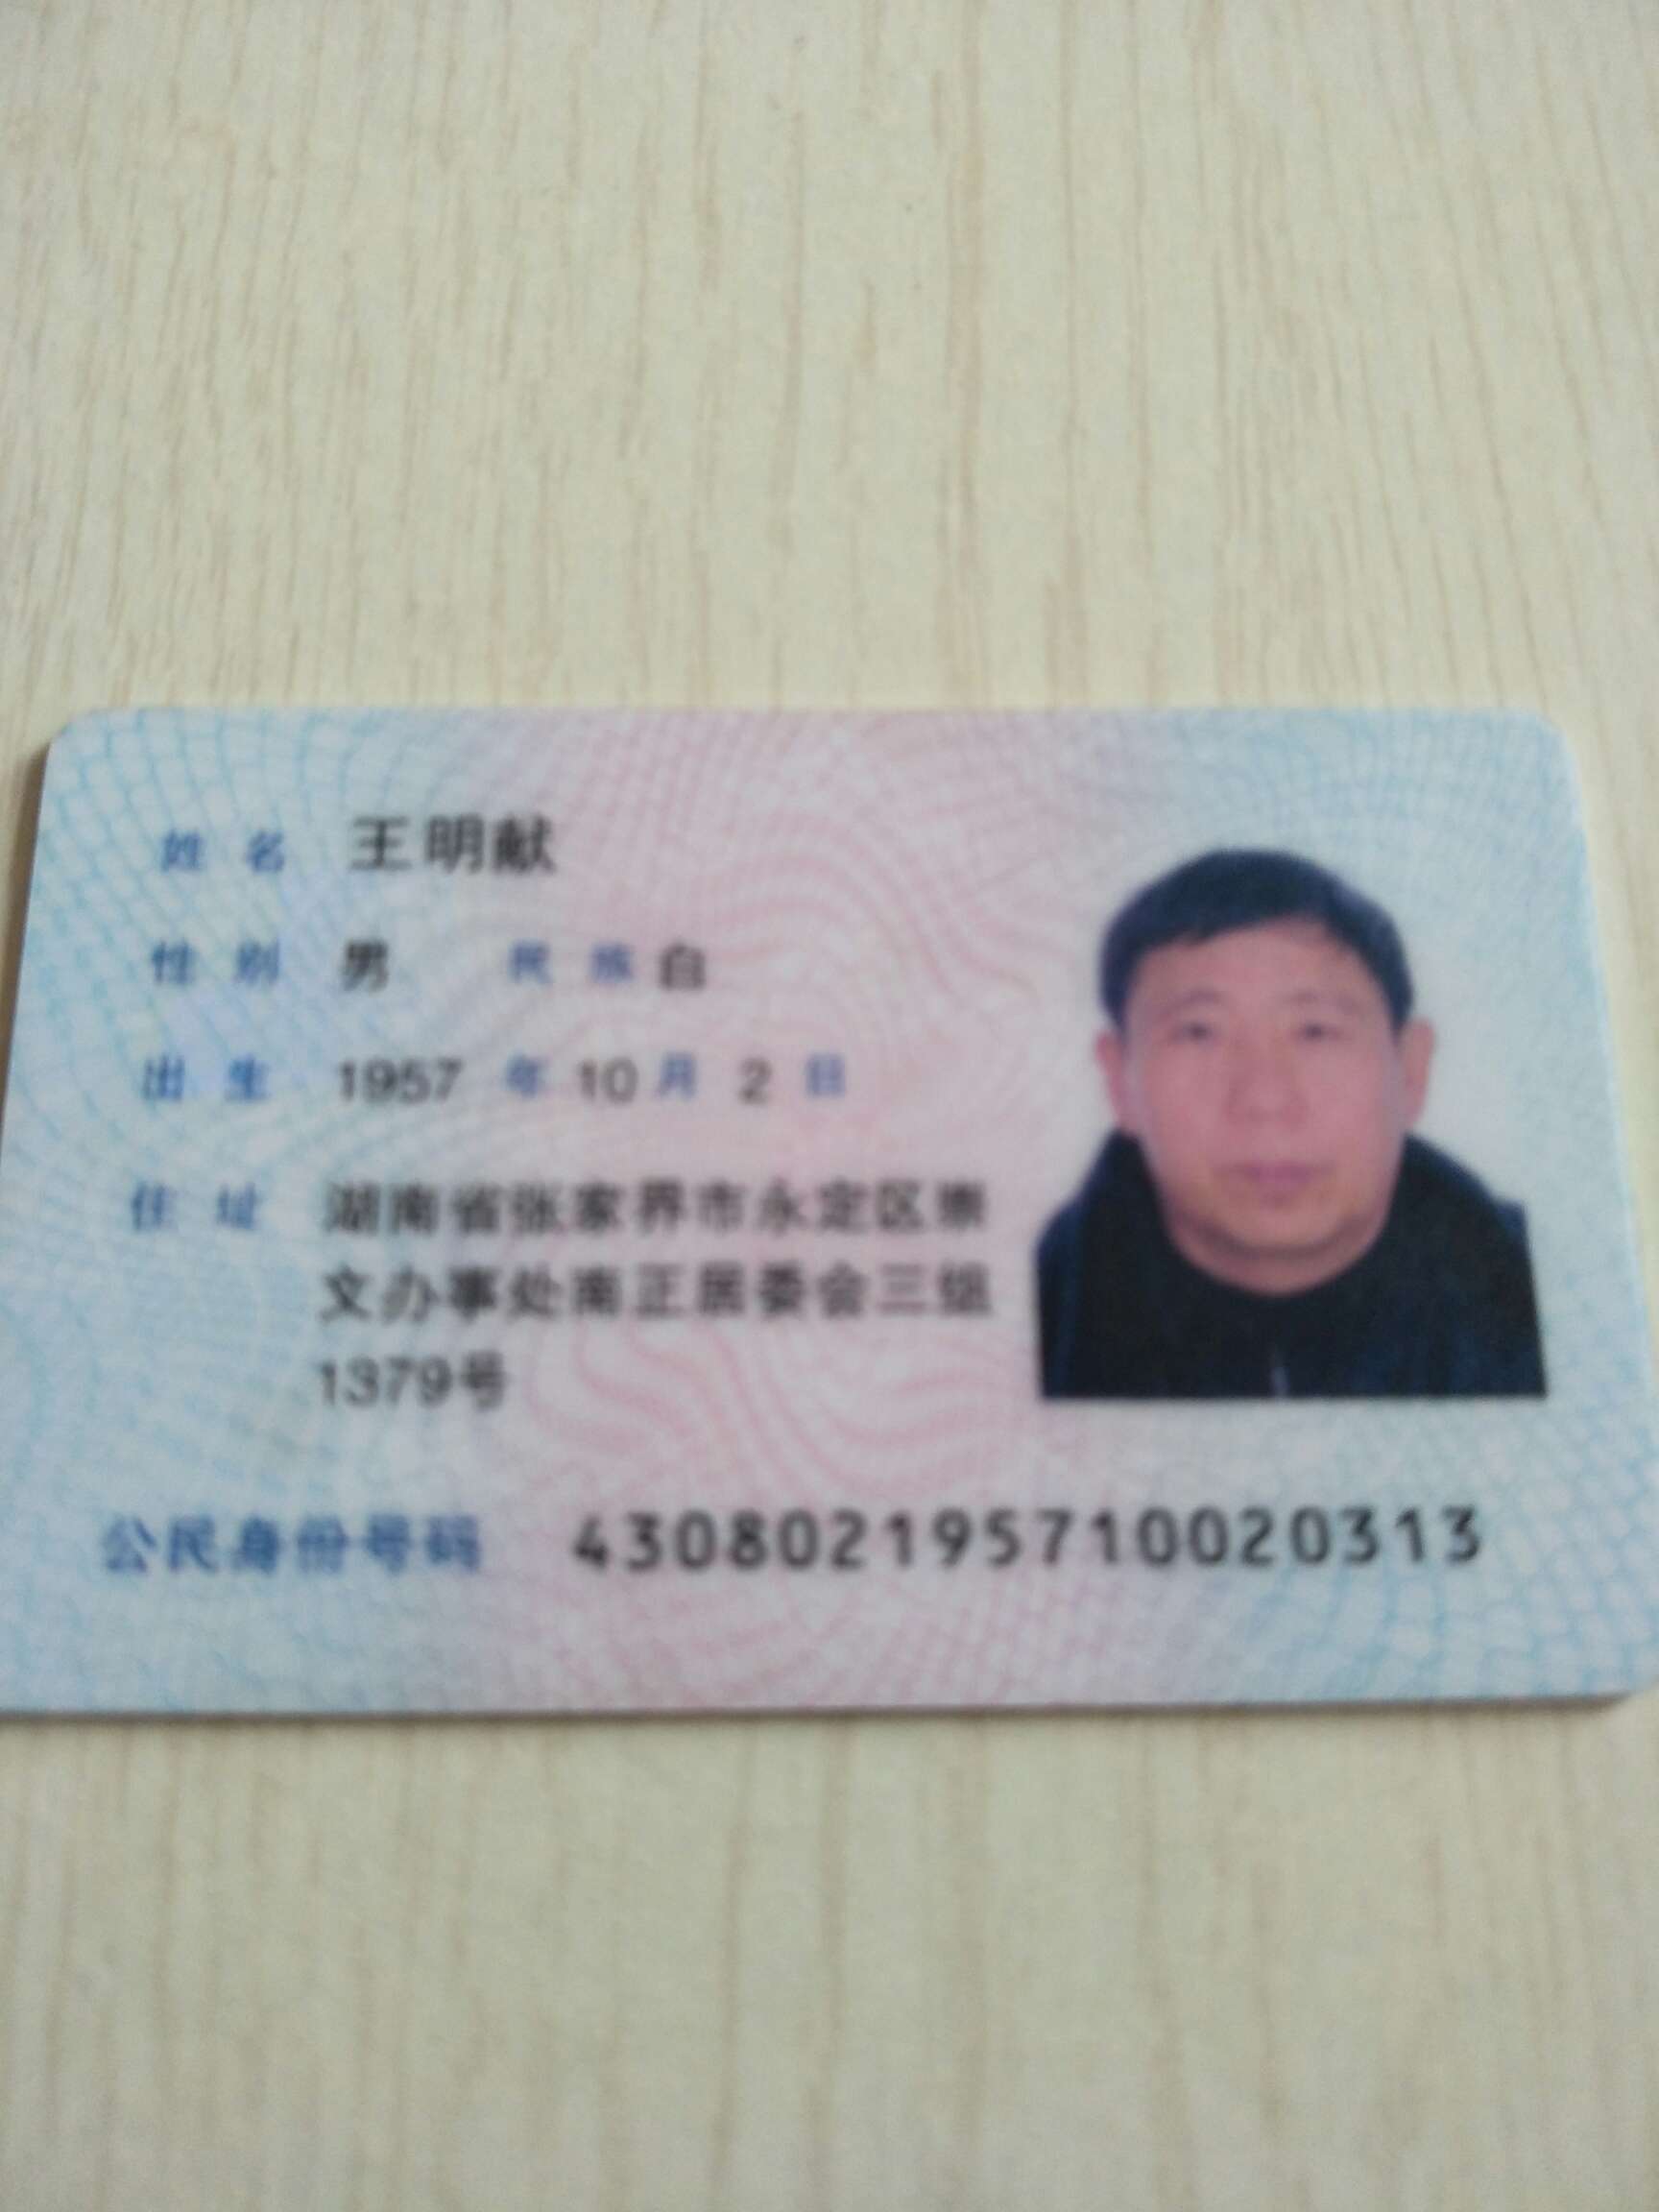 姓名 王明献
性别 男 民族 白
出生 1957 年 10 月 2 日
住址 湖南省张家界市永定区崇
文办事处南正居委会三组
1379号
公民身份号码 430802195710020313